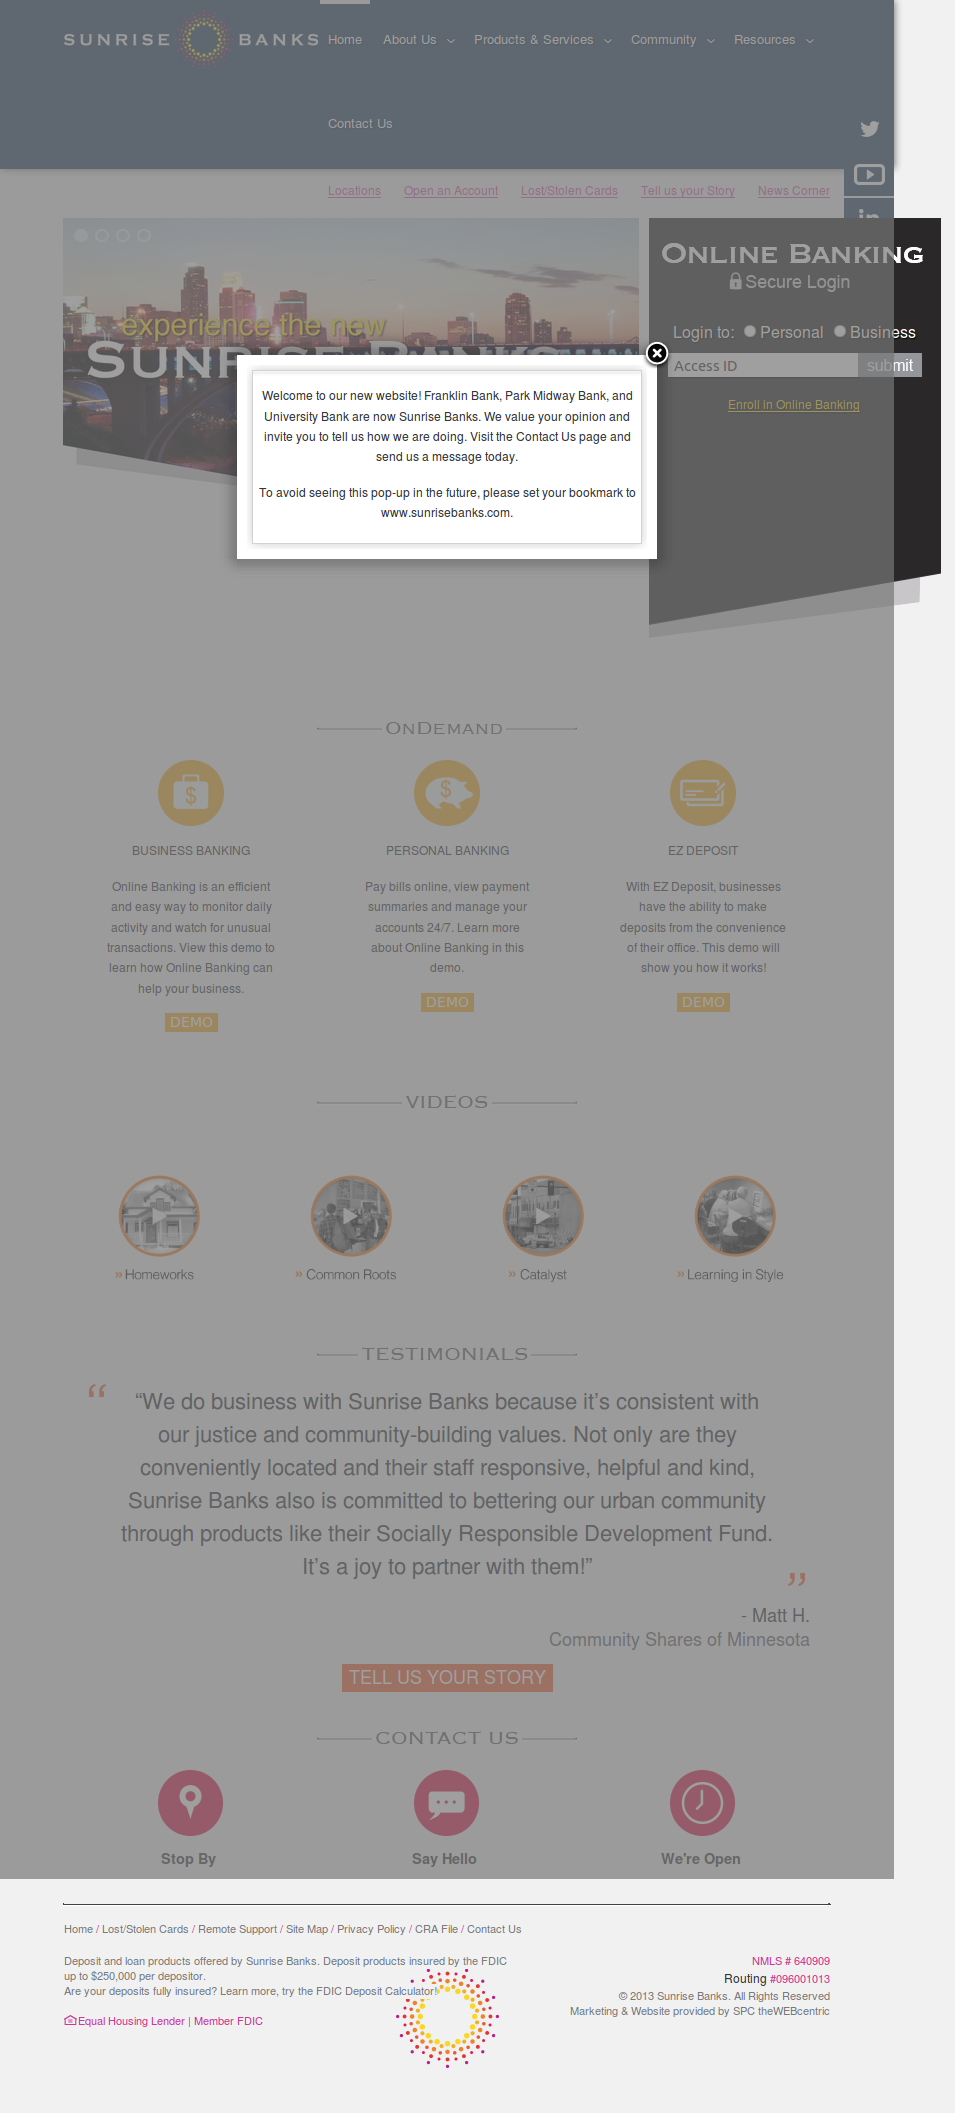 SUNRISE BANKS
Home About Us Products & Services Community Resources
Contact Us
Locations Open an Account Lost/Stolen Cards Tell us your Story News Corner
experience the new
SUNRISE BANKS
ONLINE BANKING
Secure Login
Login to: Personal Business
Access ID submit
Enroll in Online Banking
Welcome to our new website! Franklin Bank, Park Midway Bank, and
University Bank are now Sunrise Banks. We value your opinion and
invite you to tell us how we are doing. Visit the Contact Us page and
send us a message today.
To avoid seeing this pop-up in the future, please set your bookmark to
www.sunrisebanks.com.
ONDEMAND
BUSINESS BANKING
Online Banking is an efficient
and easy way to monitor daily
activity and watch for unusual
transactions. View this demo to
learn how Online Banking can
help your business.
DEMO
PERSONAL BANKING
Pay bills online, view payment
summaries and manage your
accounts 24/7. Learn more
about Online Banking in this
demo.
DEMO
EZ DEPOSIT
With EZ Deposit, businesses
have the ability to make
deposits from the convenience
of their office. This demo will
show you how it works!
DEMO
VIDEOS
» Homeworks » Common Roots » Catalyst » Learning in Style
TESTIMONIALS
“We do business with Sunrise Banks because it’s consistent with
our justice and community-building values. Not only are they
conveniently located and their staff responsive, helpful and kind,
Sunrise Banks also is committed to bettering our urban community
through products like their Socially Responsible Development Fund.
It’s a joy to partner with them!”
- Matt H.
Community Shares of Minnesota
TELL US YOUR STORY
CONTACT US
Stop By Say Hello We're Open
Home / Lost/Stolen Cards / Remote Support / Site Map / Privacy Policy / CRA File / Contact Us
Deposit and loan products offered by Sunrise Banks. Deposit products insured by the FDIC
up to $250,000 per depositor.
Are your deposits fully insured? Learn more, try the FDIC Deposit Calculator!
Equal Housing Lender | Member FDIC
NMLS # 640909
Routing #096001013
© 2013 Sunrise Banks. All Rights Reserved
Marketing & Website provided by SPC theWEBcentric